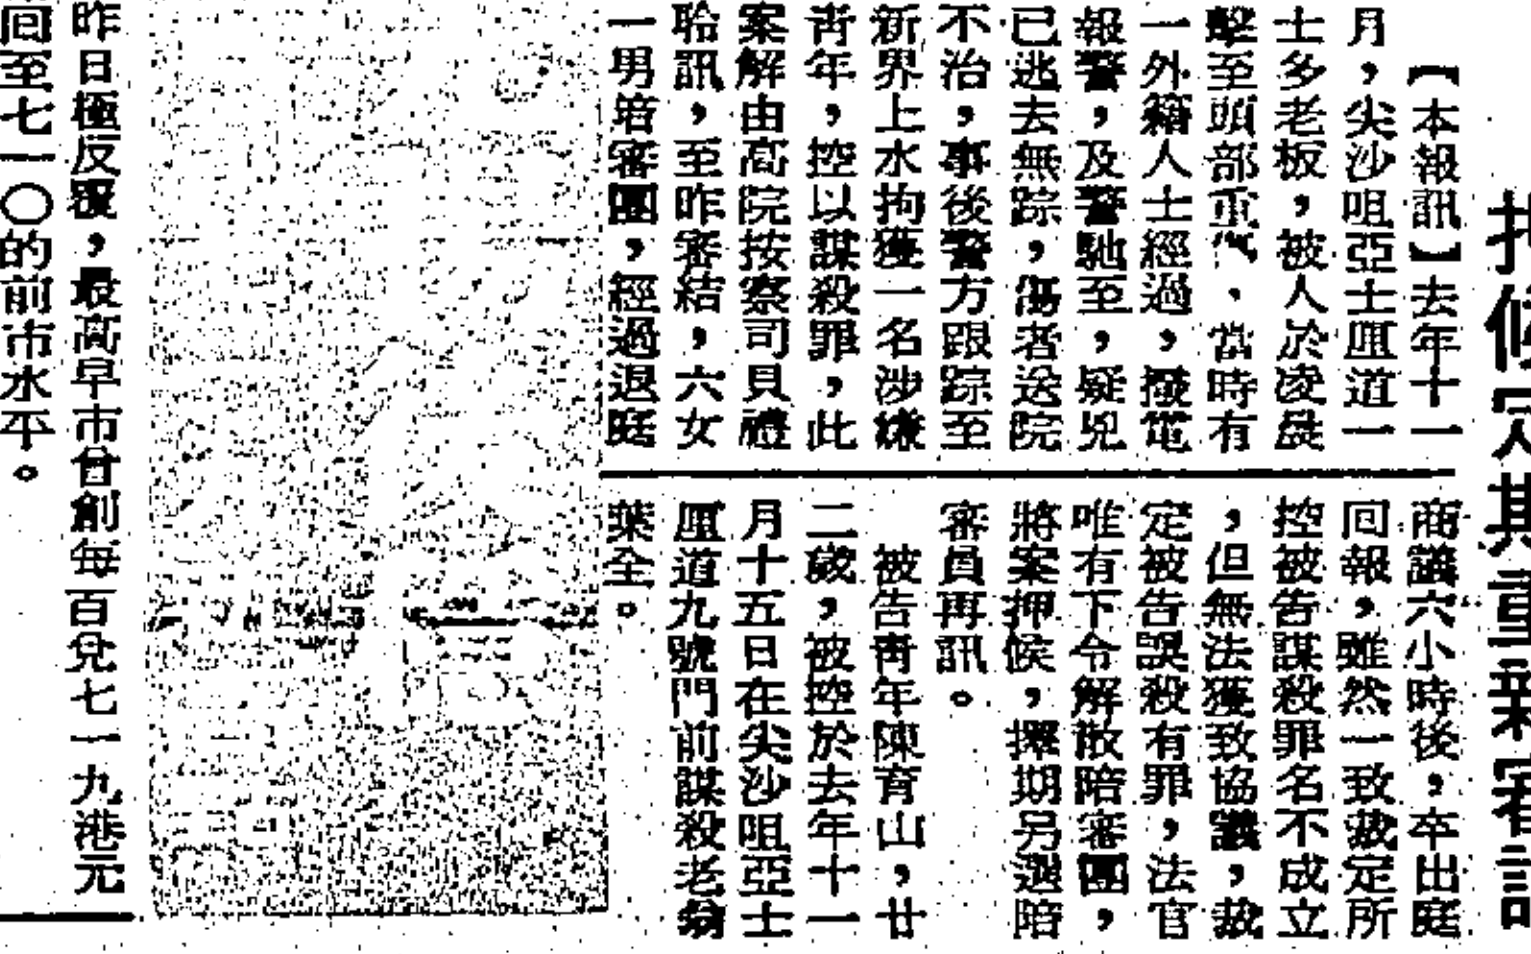 【本報訊】去年十一
月，尖沙咀亞士厘道一
士多老板，被人於凌晨
擊至頭部重傷、當時有
一外籍人士經過，撥電
報警，及警馳至，疑兇
已逃去無踪，傷者送院
不治，事後警方跟踪至
新界上水拘獲一名涉嫌
靑年，控以謀殺罪，此
案解由高院按察司貝禮
聆訊，至昨審結，六女
一男陪審團，經過退庭
商議六小時後，卒出庭
回報，雖然一致裁定所
控被告謀殺罪名不成立
，但無法獲致協議，裁
定被告誤殺有罪，法官
唯有下令解散陪審團，
將案押候，擇期另選陪
審員再訊。
被告靑年陳育山，廿
二歲，被控於去年十一
月十五日在尖沙咀亞士
厘道九號門前謀殺老翁
葉全。
昨日極反覆，最高早市曾創每百兌七一九港元
回至七一〇的前市水平。